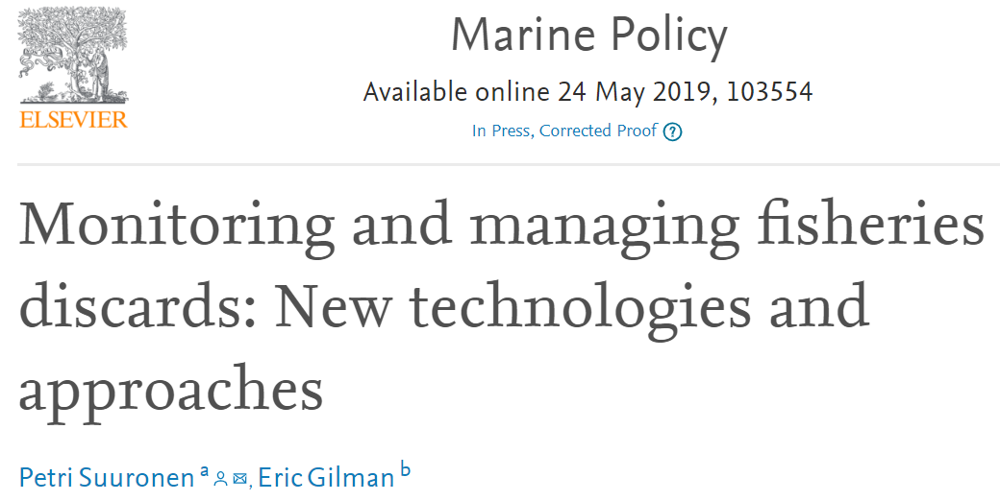 ELSEVIER
Marine Policy
Available online 24 May 2019, 103554
In Press, Corrected Proof ?
Monitoring and managing fisheries
discards: New technologies and
approaches
Petri Suuronen a, Eric Gilman b